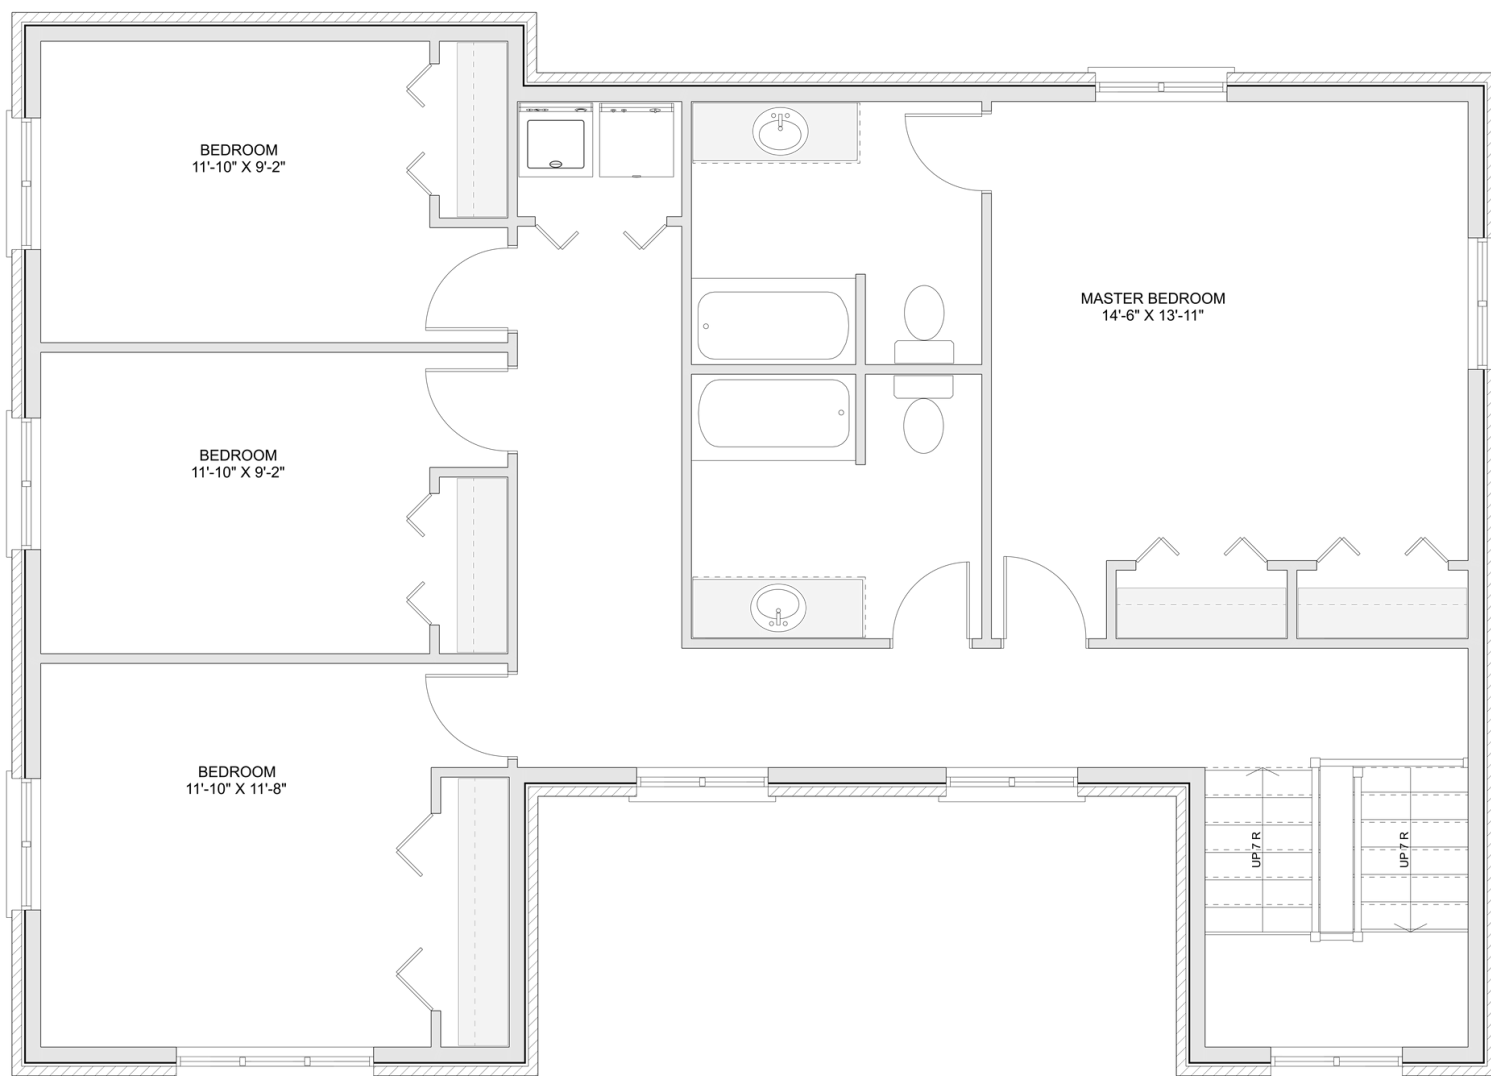 BEDROOM
11'-10" X 9'-2"
MASTER BEDROOM
14'-6" X 13'-11"
BEDROOM
11'-10" X 9'-2"
BEDROOM
11'-10" X 11'-8"
UP 7 R
UP 7 R